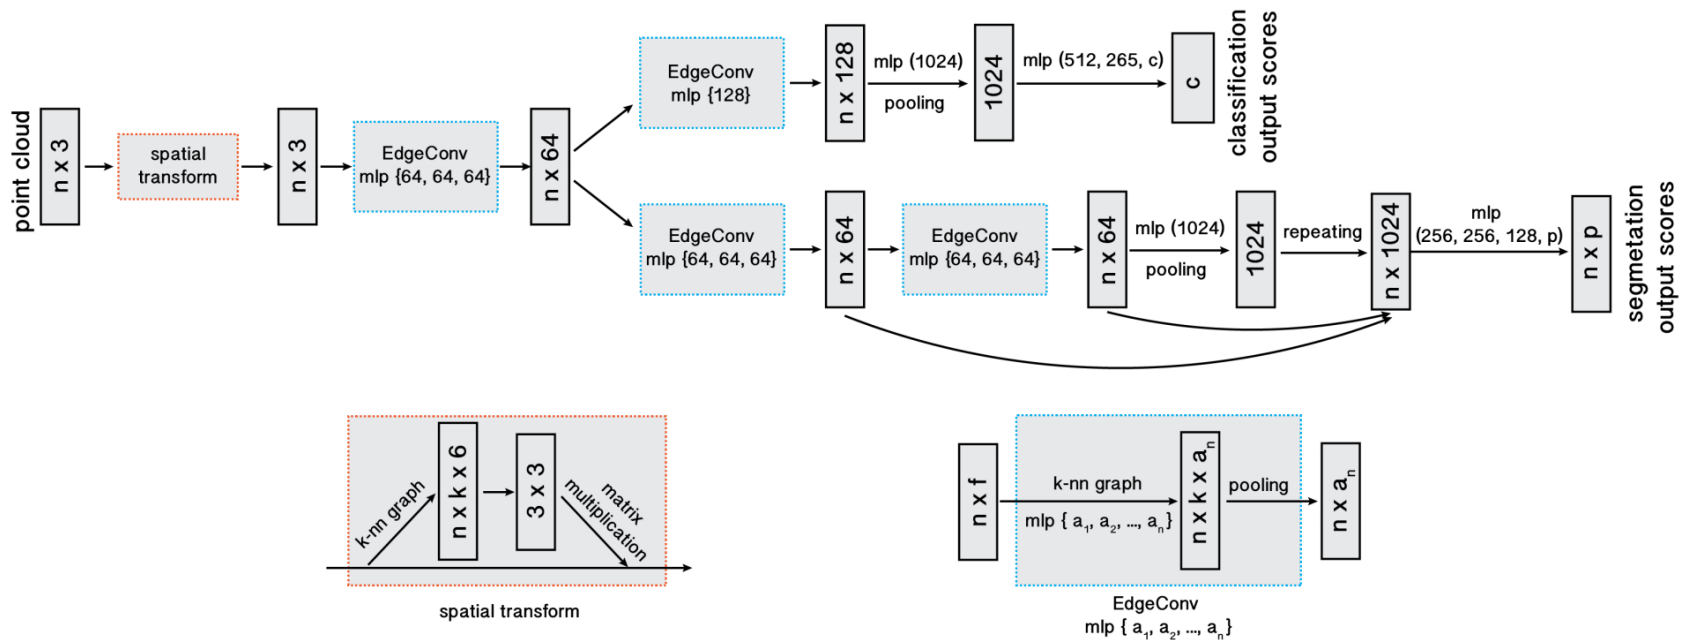 point cloud
n x 3
spatial
transform
n x 3
EdgeConv
mlp {64, 64, 64}
n x 64
EdgeConv
mlp {128}
n x 128
mlp (1024)
pooling
1024
mlp (512, 265, c)
c
classification
output scores
EdgeConv
mlp {64, 64, 64}
n x 64
EdgeConv
mlp {64, 64, 64}
n x 64
mlp (1024)
pooling
1024
repeating
n x 1024
mlp
(256, 256, 128, p)
n x p
segmetation
output scores
k-nn graph
n x k x 6
3 x 3
matrix
multiplication
spatial transform
n x f
k-nn graph
mlp { a₁, a₂, ..., aₙ}
n x k x aₙ
pooling
n x aₙ
EdgeConv
mlp { a₁, a₂, ..., aₙ}